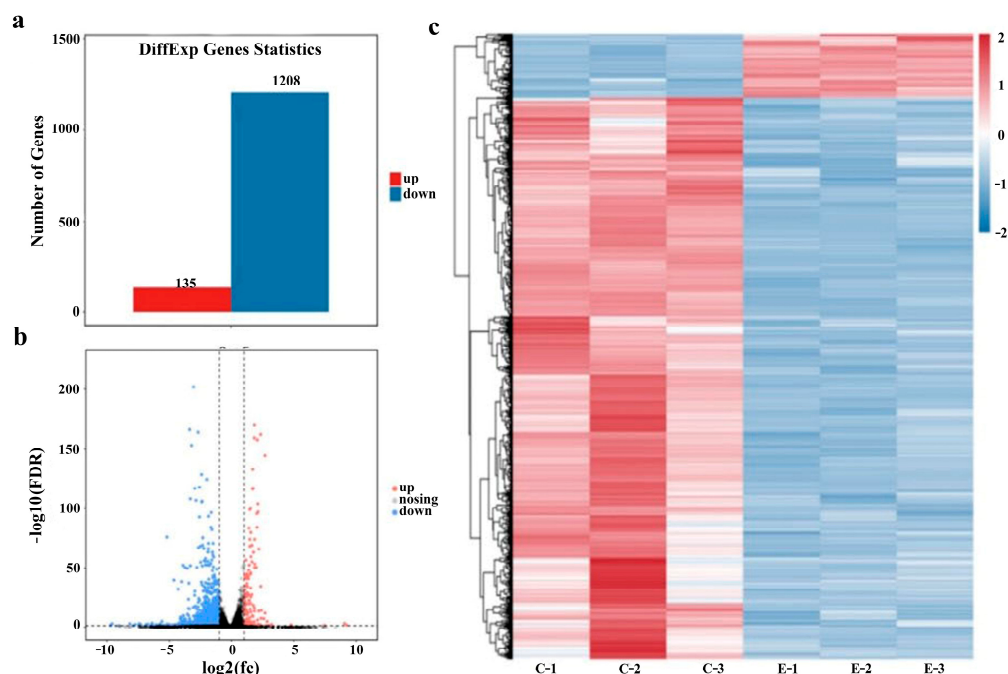 a
DiffExp Genes Statistics
1500
1000
500
0
Number of Genes
135
1208
up
down
b
200
150
100
50
0
-log10(FDR)
-10
-5
0
5
10
log2(fc)
up
nosing
down
c
2
1
0
-1
-2
C-1 C-2 C-3 E-1 E-2 E-3